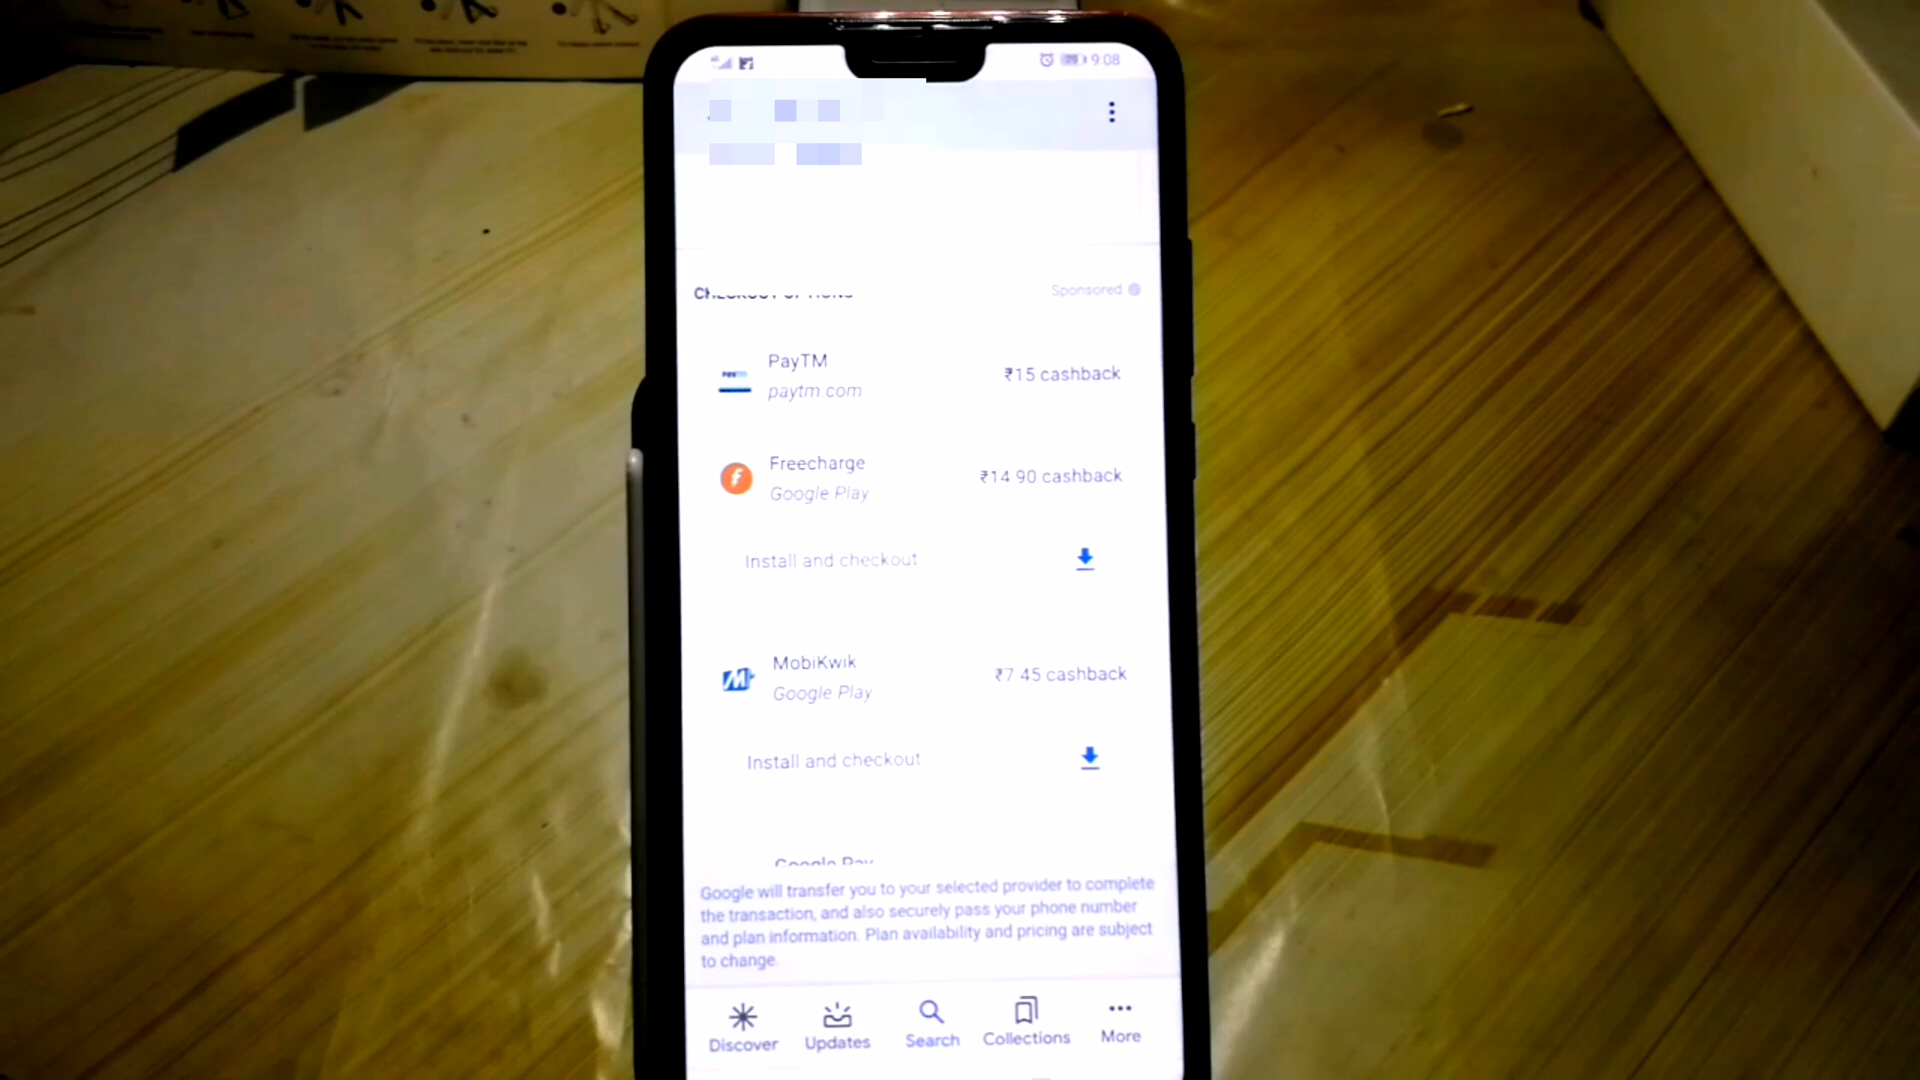 9:08
Sponsored
PayTM
paytm.com
₹15 cashback
Freecharge
Google Play
₹14.90 cashback
Install and checkout
MobiKwik
Google Play
₹7.45 cashback
Install and checkout
Google Pay
Google will transfer you to your selected provider to complete
the transaction, and also securely pass your phone number
and plan information. Plan availability and pricing are subject
to change.
Discover
Updates
Search
Collections
More